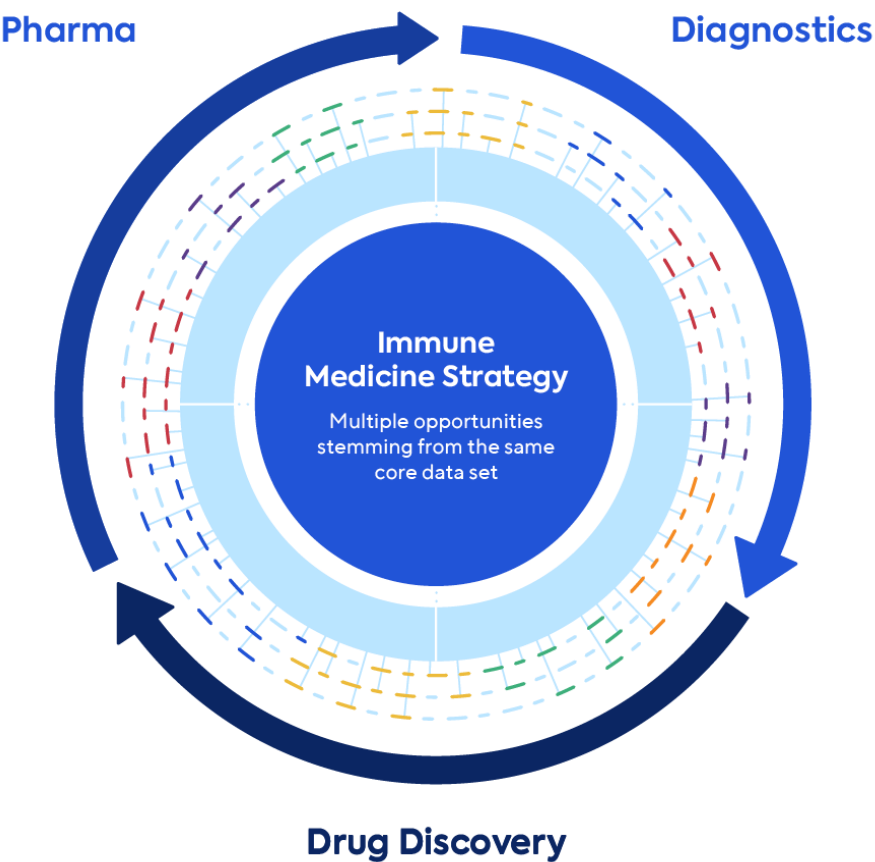 Pharma
Diagnostics
Immune
Medicine Strategy
Multiple opportunities
stemming from the same
core data set
Drug Discovery